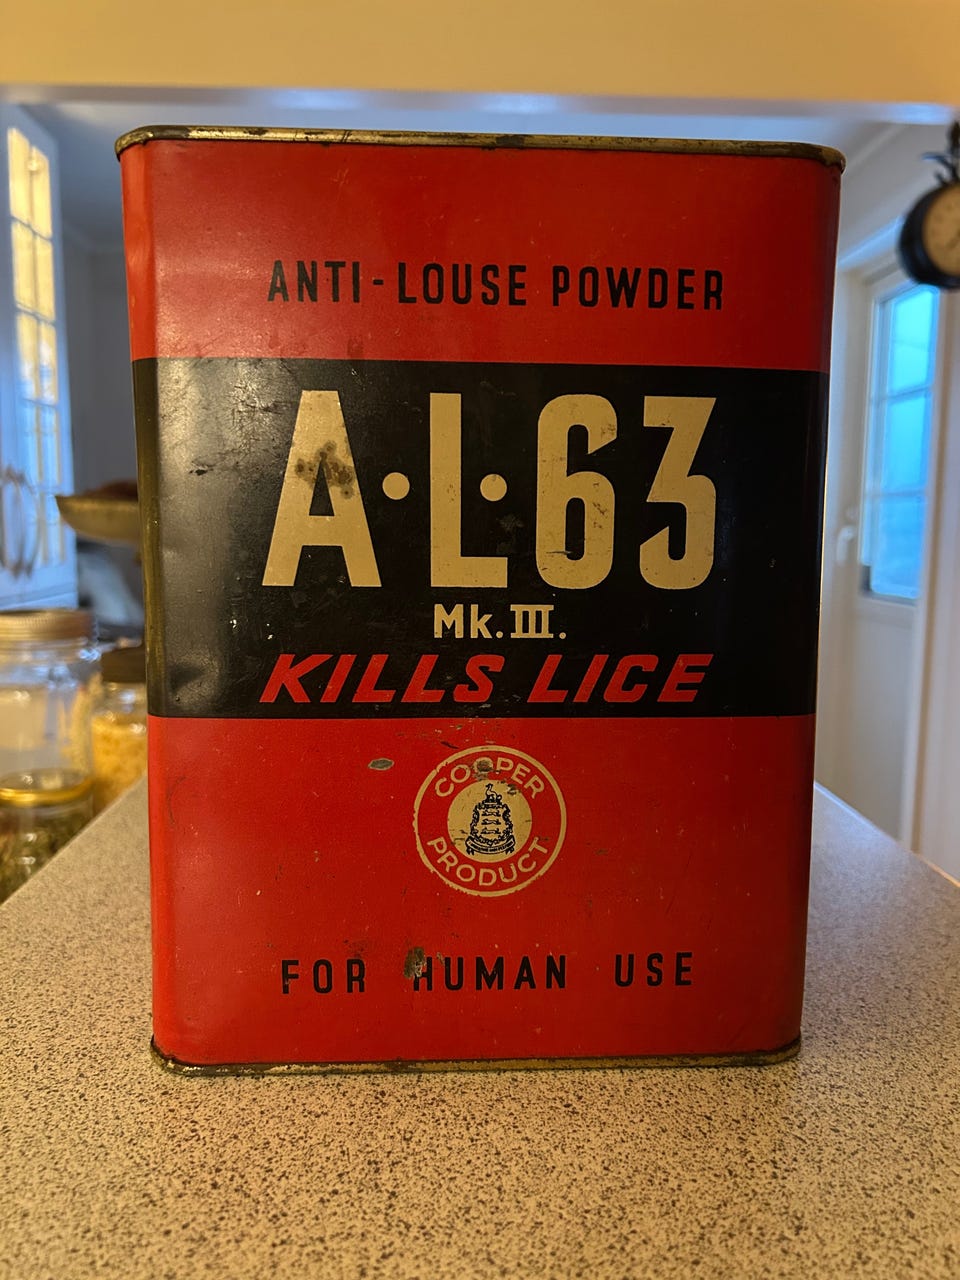 ANTI-LOUSE POWDER
A·L·63
Mk.III.
KILLS LICE
COOPER
PRODUCT
FOR HUMAN USE